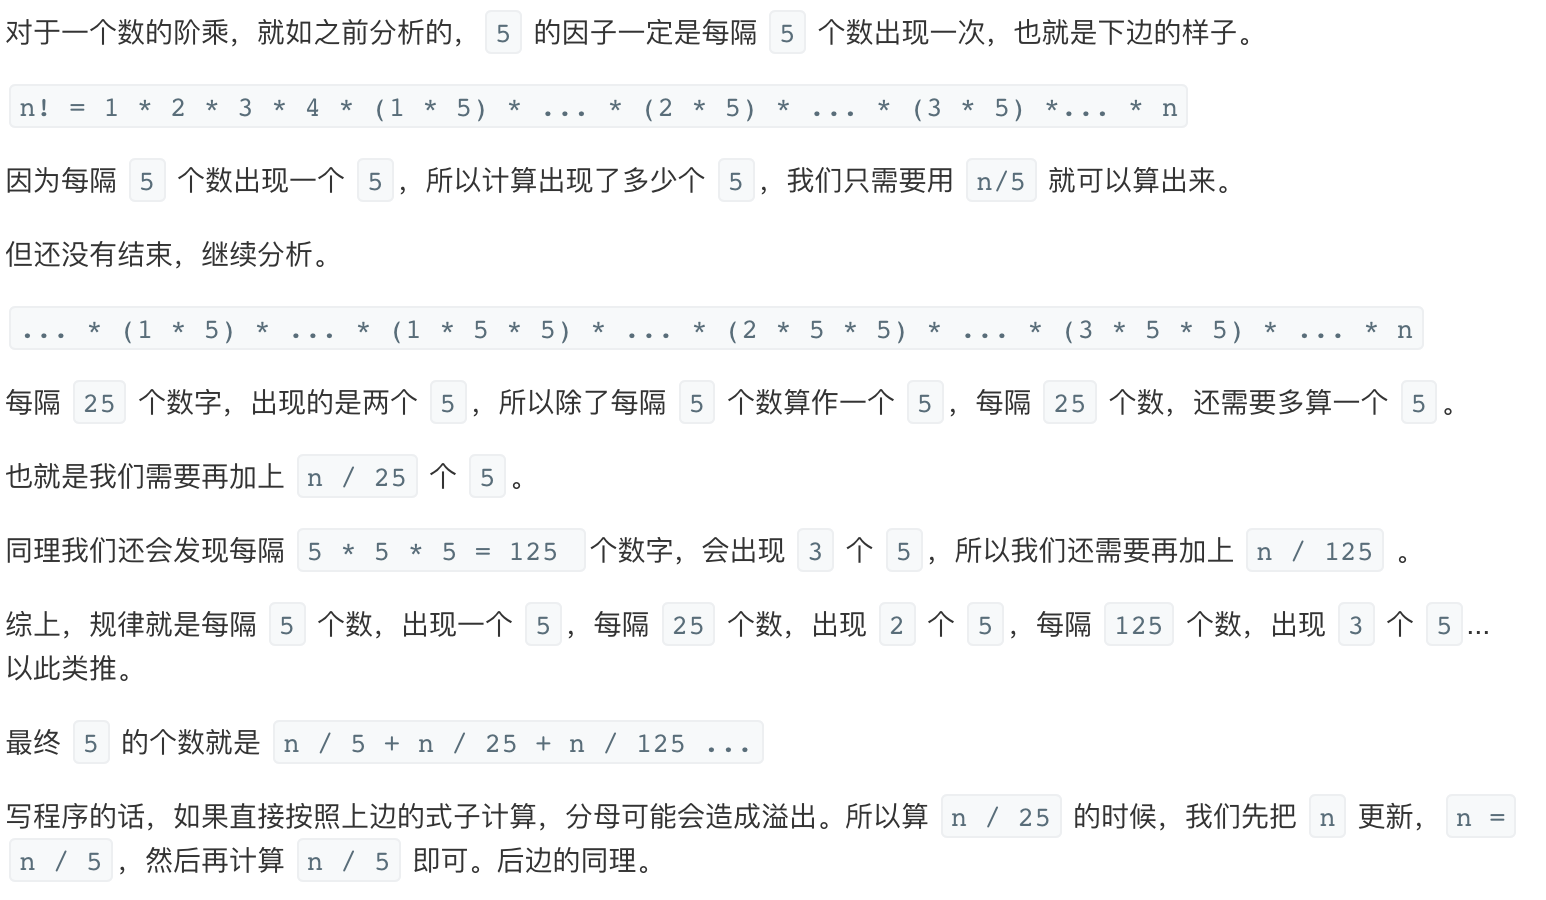 对于一个数的阶乘，就如之前分析的， 5 的因子一定是每隔 5 个数出现一次，也就是下边的样子。
n! = 1 * 2 * 3 * 4 * (1 * 5) * ... * (2 * 5) * ... * (3 * 5) *... * n
因为每隔 5 个数出现一个 5，所以计算出现了多少个 5，我们只需要用 n/5 就可以算出来。
但还没有结束，继续分析。
... * (1 * 5) * ... * (1 * 5 * 5) * ... * (2 * 5 * 5) * ... * (3 * 5 * 5) * ... * n
每隔 25 个数字，出现的是两个 5，所以除了每隔 5 个数算作一个 5，每隔 25 个数，还需要多算一个 5。
也就是我们需要再加上 n / 25 个 5。
同理我们还会发现每隔 5 * 5 * 5 = 125 个数字，会出现 3 个 5，所以我们还需要再加上 n / 125 。
综上，规律就是每隔 5 个数，出现一个 5，每隔 25 个数，出现 2 个 5，每隔 125 个数，出现 3 个 5...
以此类推。
最终 5 的个数就是 n / 5 + n / 25 + n / 125 ...
写程序的话，如果直接按照上边的式子计算，分母可能会造成溢出。所以算 n / 25 的时候，我们先把 n 更新， n =
n / 5，然后再计算 n / 5 即可。后边的同理。